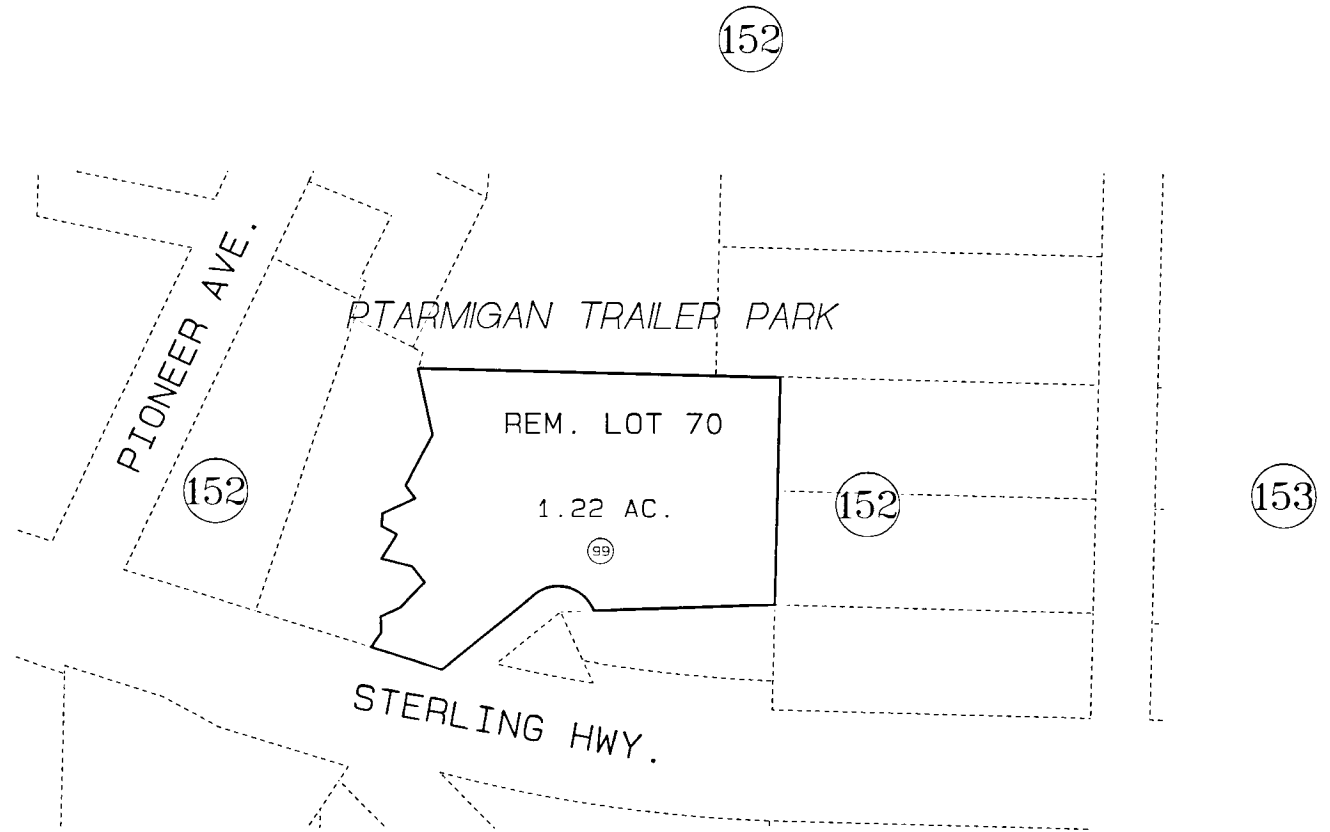 152
PIONEER AVE.
PTARMIGAN TRAILER PARK
REM. LOT 70
152
1.22 AC.
152
153
99
STERLING HWY.